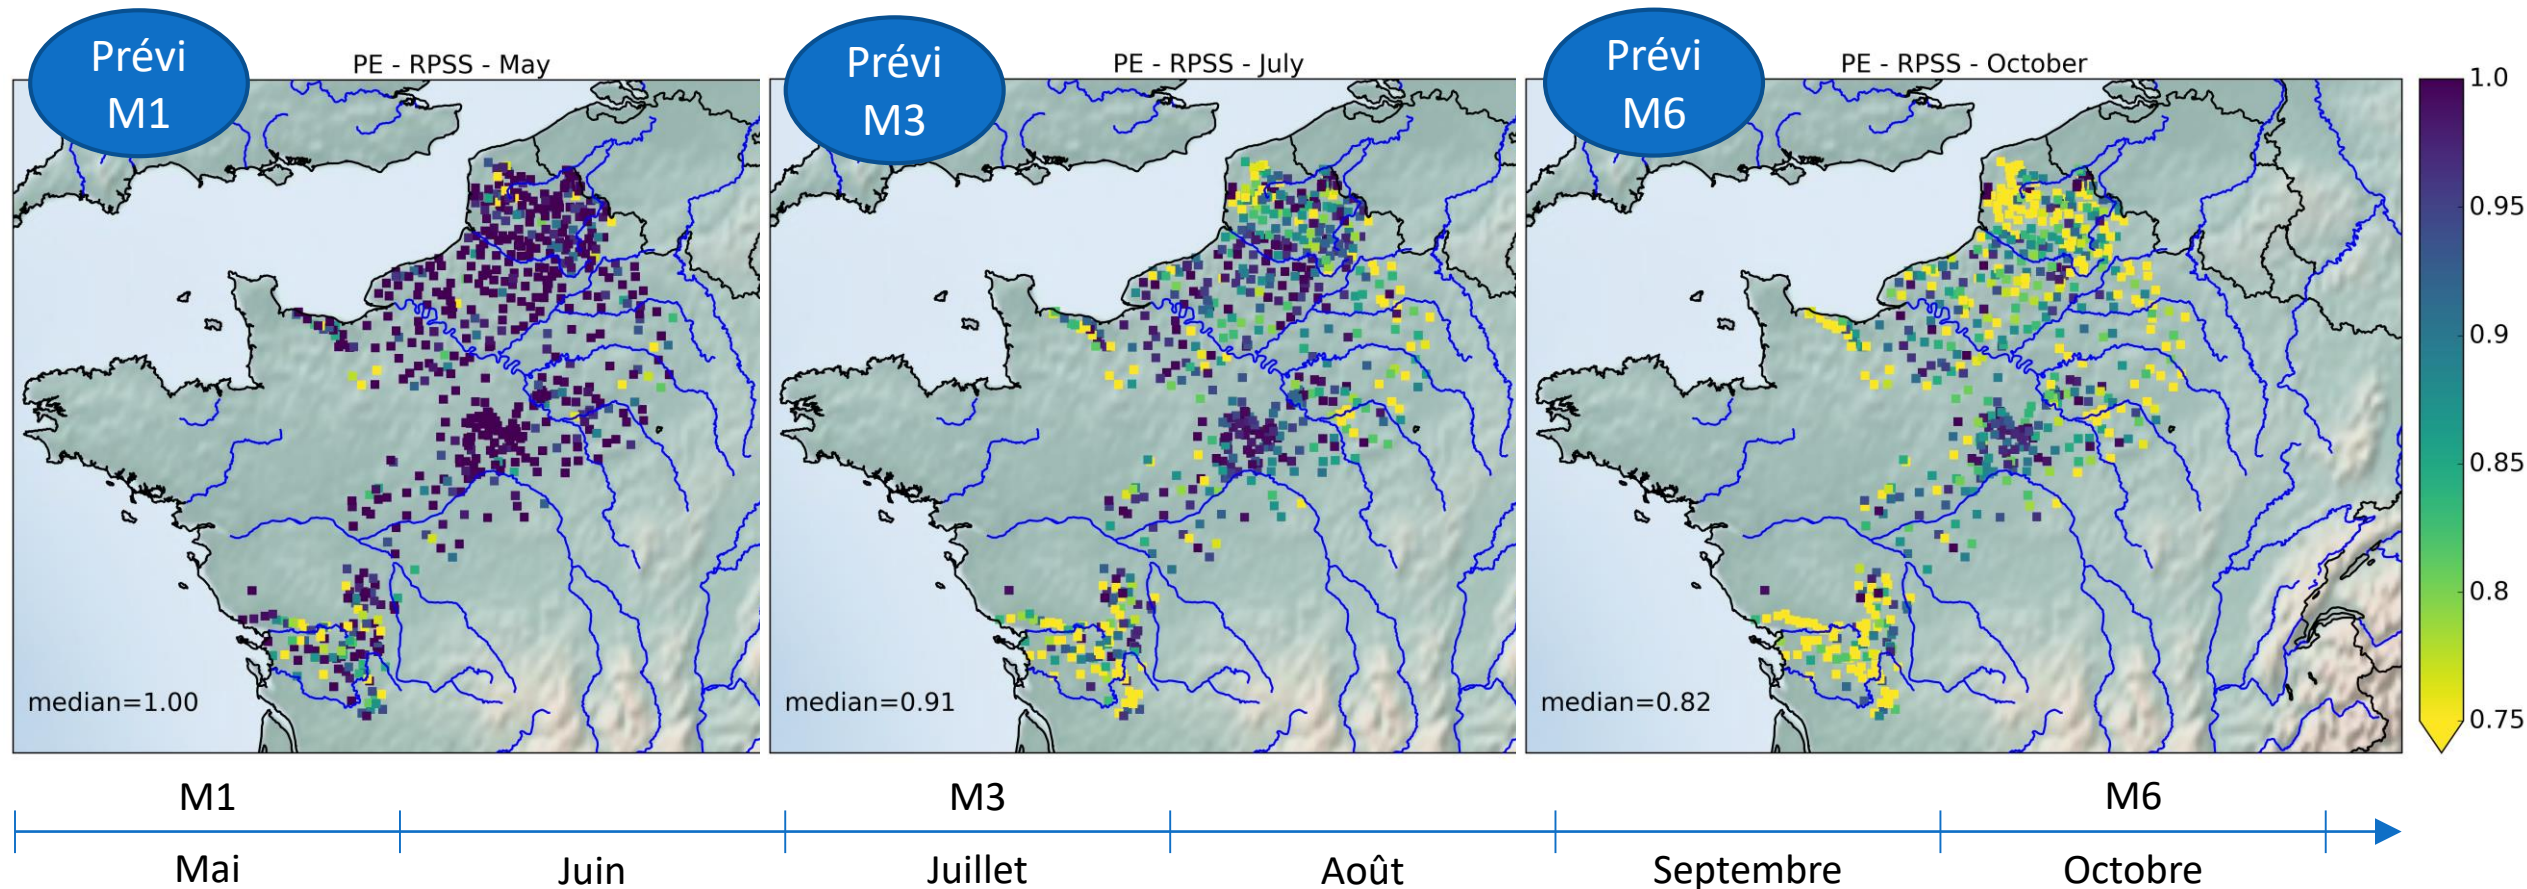 Prévi
M1
PE - RPSS - May
median=1.00
Prévi
M3
PE - RPSS - July
median=0.91
Prévi
M6
PE - RPSS - October
median=0.82
1.0
0.95
0.9
0.85
0.8
0.75
M1
M3
M6
Mai
Juin
Juillet
Août
Septembre
Octobre